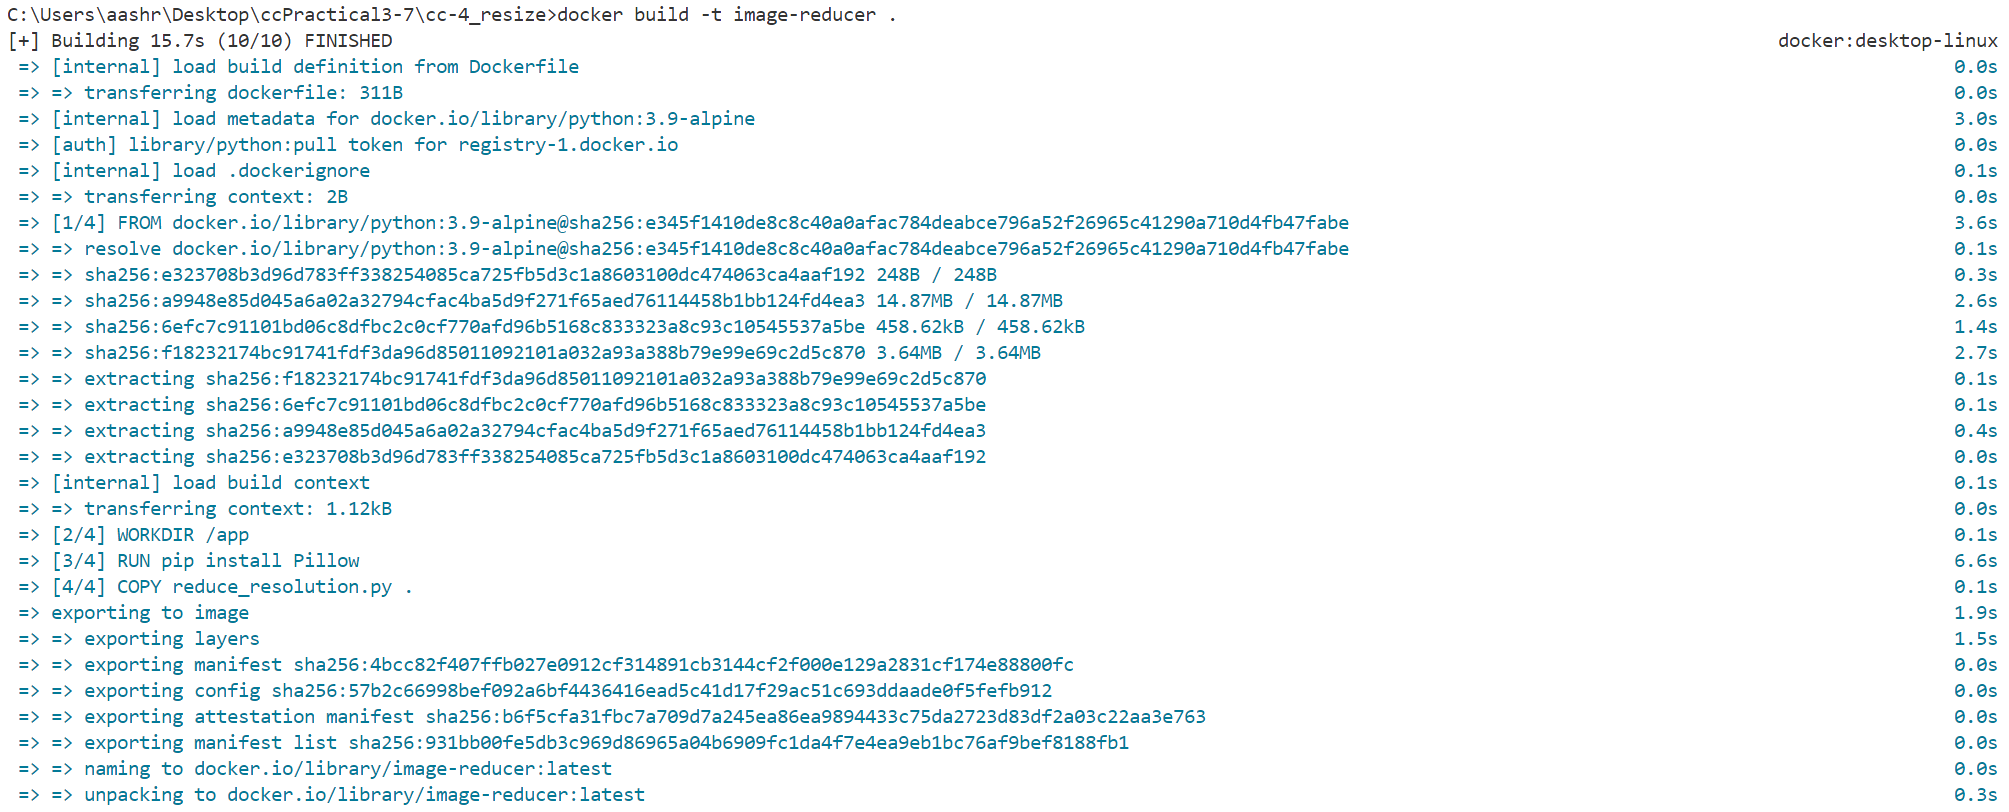 C:\Users\aashr\Desktop\ccPractical3-7\cc-4_resize>docker build -t image-reducer .
[+] Building 15.7s (10/10) FINISHED docker:desktop-linux
=> [internal] load build definition from Dockerfile 0.0s
=> => transferring dockerfile: 311B 0.0s
=> [internal] load metadata for docker.io/library/python:3.9-alpine 3.0s
=> [auth] library/python:pull token for registry-1.docker.io 0.0s
=> [internal] load .dockerignore 0.1s
=> => transferring context: 2B 0.0s
=> [1/4] FROM docker.io/library/python:3.9-alpine@sha256:e345f1410de8c8c40a0afac784deabce796a52f26965c41290a710d4fb47fabe 3.6s
=> => resolve docker.io/library/python:3.9-alpine@sha256:e345f1410de8c8c40a0afac784deabce796a52f26965c41290a710d4fb47fabe 0.1s
=> => sha256:e323708b3d96d783ff338254085ca725fb5d3c1a8603100dc474063ca4aaf192 248B / 248B 0.3s
=> => sha256:a9948e85d045a6a02a32794cfac4ba5d9f271f65aed76114458b1bb124fd4ea3 14.87MB / 14.87MB 2.6s
=> => sha256:6efc7c91101bd06c8dfbc2c0cf770afd96b5168c833323a8c93c10545537a5be 458.62kB / 458.62kB 1.4s
=> => sha256:f18232174bc91741fdf3da96d85011092101a032a93a388b79e99e69c2d5c870 3.64MB / 3.64MB 2.7s
=> => extracting sha256:f18232174bc91741fdf3da96d85011092101a032a93a388b79e99e69c2d5c870 0.1s
=> => extracting sha256:6efc7c91101bd06c8dfbc2c0cf770afd96b5168c833323a8c93c10545537a5be 0.1s
=> => extracting sha256:a9948e85d045a6a02a32794cfac4ba5d9f271f65aed76114458b1bb124fd4ea3 0.4s
=> => extracting sha256:e323708b3d96d783ff338254085ca725fb5d3c1a8603100dc474063ca4aaf192 0.0s
=> [internal] load build context 0.1s
=> => transferring context: 1.12kB 0.0s
=> [2/4] WORKDIR /app 0.1s
=> [3/4] RUN pip install Pillow 6.6s
=> [4/4] COPY reduce_resolution.py . 0.1s
=> exporting to image 1.9s
=> => exporting layers 1.5s
=> => exporting manifest sha256:4bcc82f407ffb027e0912cf314891cb3144cf2f000e129a2831cf174e88800fc 0.0s
=> => exporting config sha256:57b2c66998bef092a6bf4436416ead5c41d17f29ac51c693ddaade0f5fefb912 0.0s
=> => exporting attestation manifest sha256:b6f5cfa31fbc7a709d7a245ea86ea9894433c75da2723d83df2a03c22aa3e763 0.0s
=> => exporting manifest list sha256:931bb00fe5db3c969d86965a04b6909fc1da4f7e4ea9eb1bc76af9bef8188fb1 0.0s
=> => naming to docker.io/library/image-reducer:latest 0.0s
=> => unpacking to docker.io/library/image-reducer:latest 0.3s